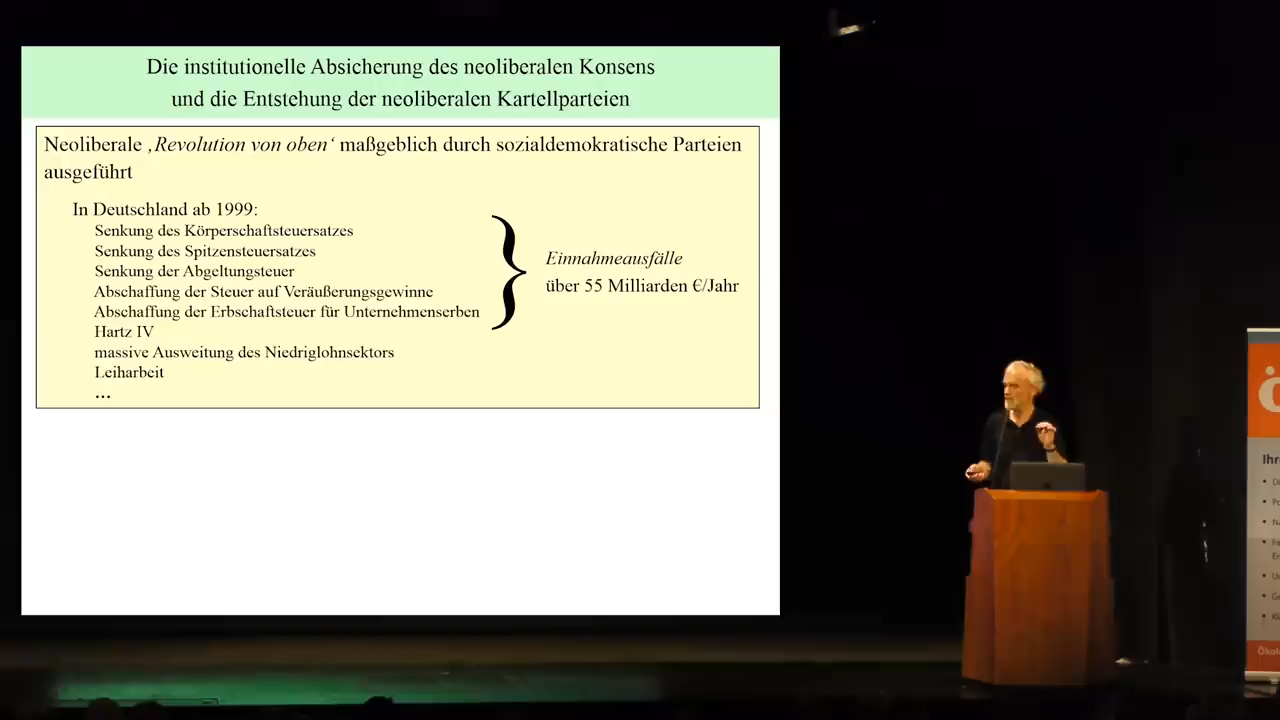 Die institutionelle Absicherung des neoliberalen Konsens
und die Entstehung der neoliberalen Kartellparteien
Neoliberale ‚Revolution von oben‘ maßgeblich durch sozialdemokratische Parteien
ausgeführt
In Deutschland ab 1999:
Senkung des Körperschaftsteuersatzes
Senkung des Spitzensteuersatzes
Senkung der Abgeltungsteuer
Abschaffung der Steuer auf Veräußerungsgewinne
Abschaffung der Erbschaftsteuer für Unternehmenserben
Hartz IV
massive Ausweitung des Niedriglohnsektors
Leiharbeit
...
Einnahmeausfälle
über 55 Milliarden €/Jahr
ö
Ihr